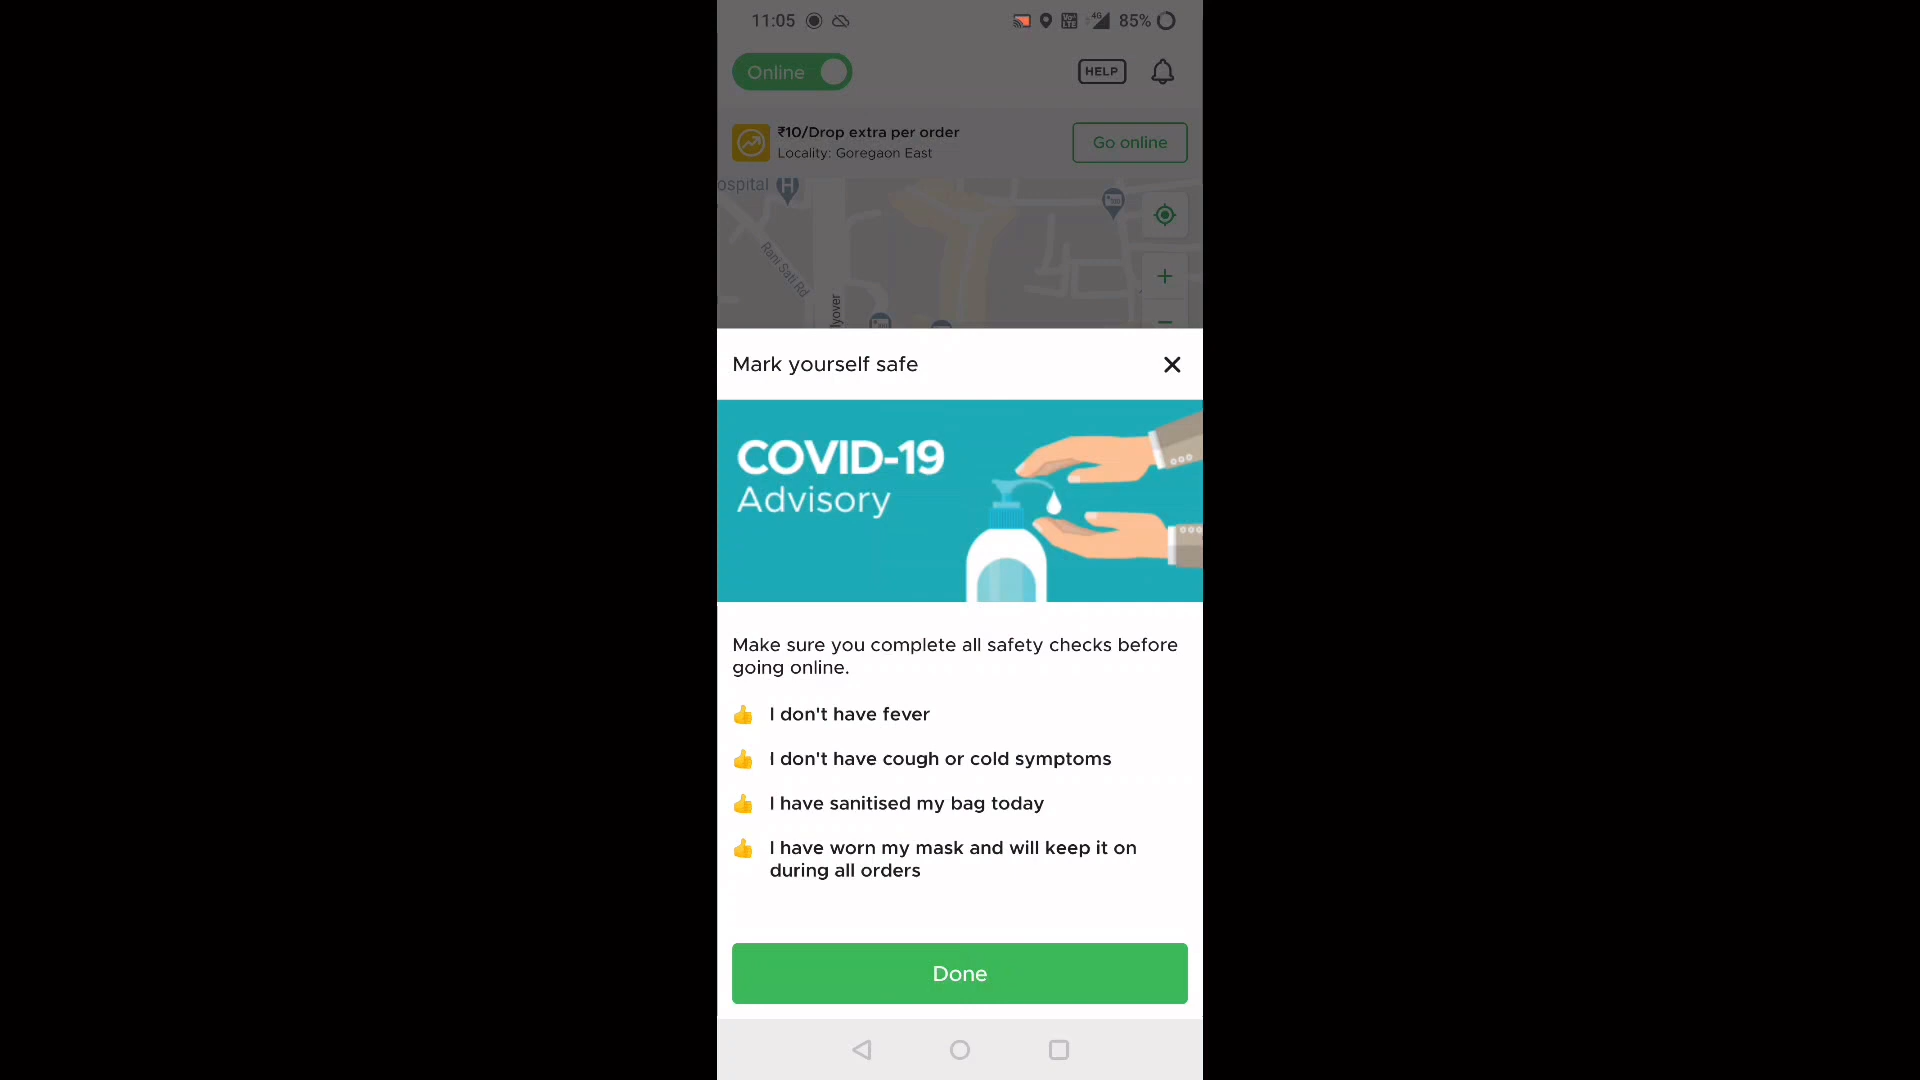 11:05
Vo LTE 4G 85%
Online
HELP
₹10/Drop extra per order
Locality: Goregaon East
Go online
ospital H
Rani Sati Rd
lyover
Mark yourself safe
COVID-19
Advisory
Make sure you complete all safety checks before
going online.
I don't have fever
I don't have cough or cold symptoms
I have sanitised my bag today
I have worn my mask and will keep it on
during all orders
Done